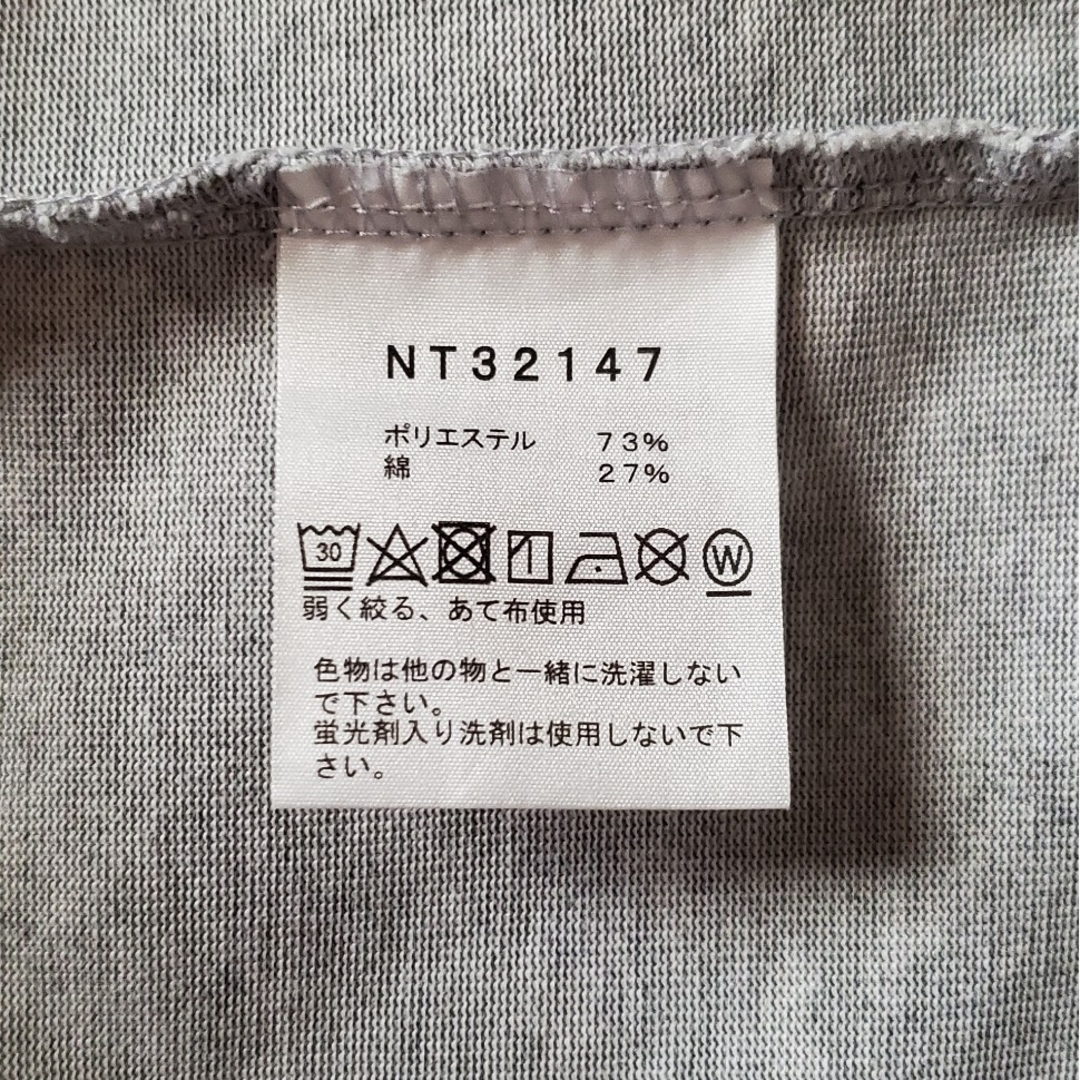 NT32147
ポリエステル 73%
綿 27%
30 W
弱く絞る、あて布使用
色物は他の物と一緒に洗濯しない
で下さい。
蛍光剤入り洗剤は使用しないで下
さい。